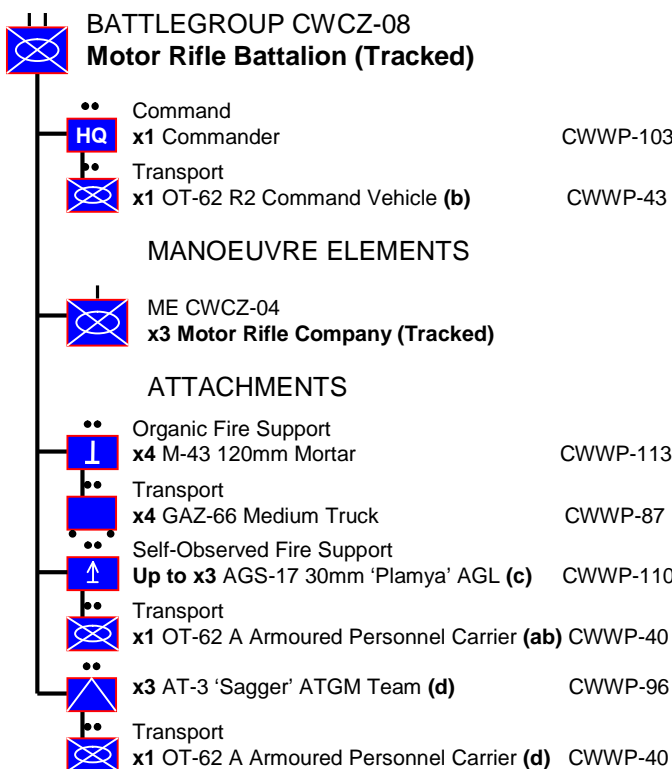 BATTLEGROUP CWCZ-08
Motor Rifle Battalion (Tracked)
Command
HQ x1 Commander CWWP-103
Transport
x1 OT-62 R2 Command Vehicle (b) CWWP-43
MANOEUVRE ELEMENTS
ME CWCZ-04
x3 Motor Rifle Company (Tracked)
ATTACHMENTS
Organic Fire Support
x4 M-43 120mm Mortar CWWP-113
Transport
x4 GAZ-66 Medium Truck CWWP-87
Self-Observed Fire Support
Up to x3 AGS-17 30mm ‘Plamya’ AGL (c) CWWP-110
Transport
x1 OT-62 A Armoured Personnel Carrier (ab) CWWP-40
x3 AT-3 ‘Sagger’ ATGM Team (d) CWWP-96
Transport
x1 OT-62 A Armoured Personnel Carrier (d) CWWP-40